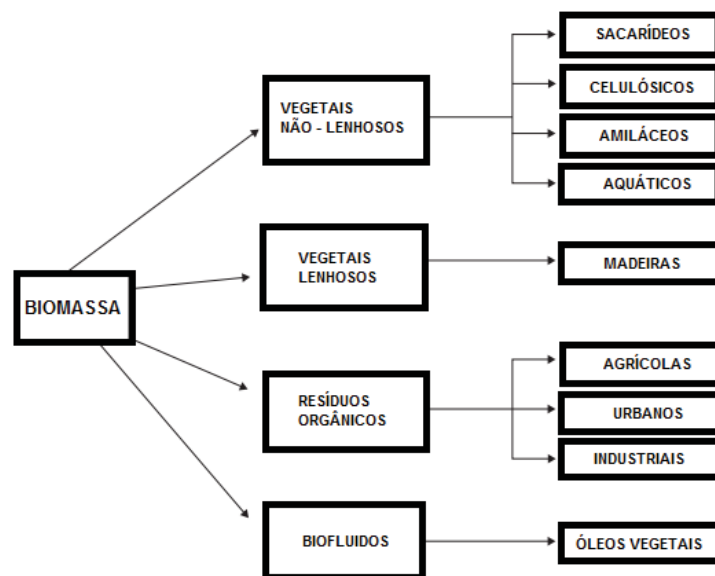 BIOMASSA
VEGETAIS
NÃO - LENHOSOS
SACARÍDEOS
CELULÓSICOS
AMILÁCEOS
AQUÁTICOS
VEGETAIS
LENHOSOS
MADEIRAS
RESÍDUOS
ORGÂNICOS
AGRÍCOLAS
URBANOS
INDUSTRIAIS
BIOFLUIDOS
ÓLEOS VEGETAIS